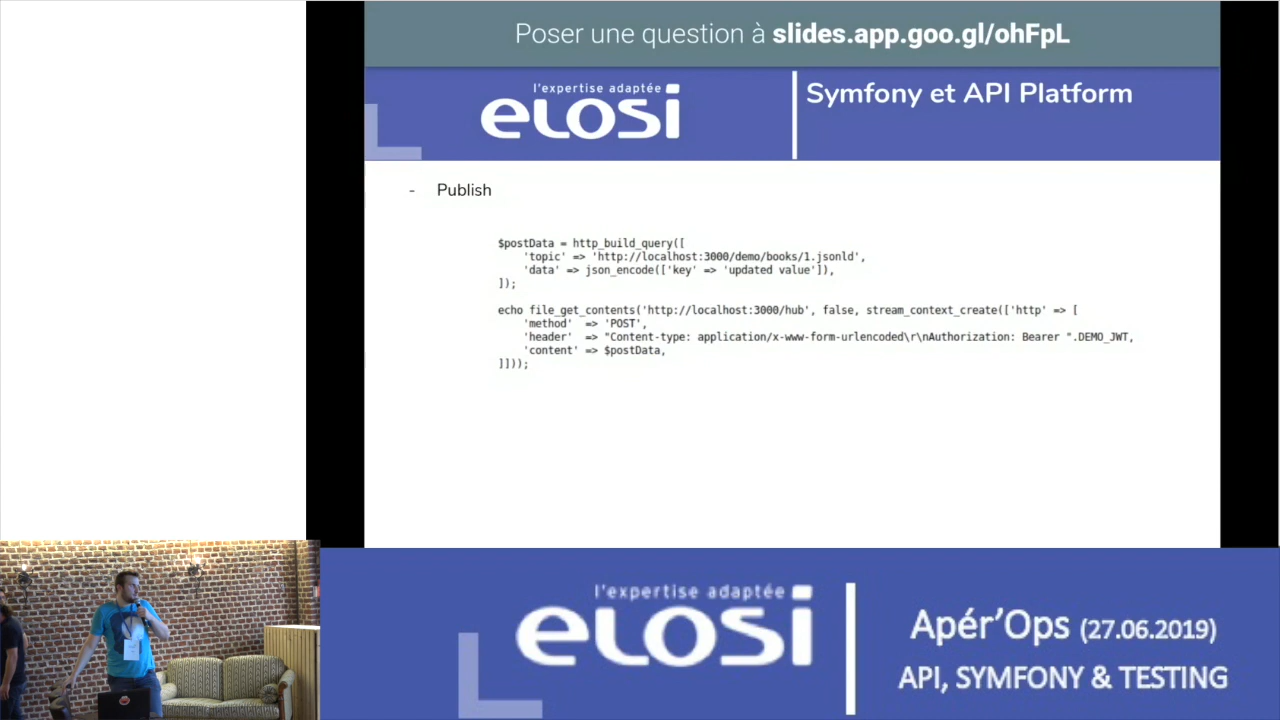 Poser une question à slides.app.goo.gl/ohFpL
l'expertise adaptée
eLosi
Symfony et API Platform
- Publish
$postData = http_build_query([
    'topic' => 'http://localhost:3000/demo/books/1.jsonld',
    'data' => json_encode(['key' => 'updated value']),
]);
echo file_get_contents('http://localhost:3000/hub', false, stream_context_create(['http' => [
    'method'  => 'POST',
    'header'  => "Content-type: application/x-www-form-urlencoded\r\nAuthorization: Bearer ".DEMO_JWT,
    'content' => $postData,
]]));
l'expertise adaptée
eLosi
Apér'Ops (27.06.2019)
API, SYMFONY & TESTING